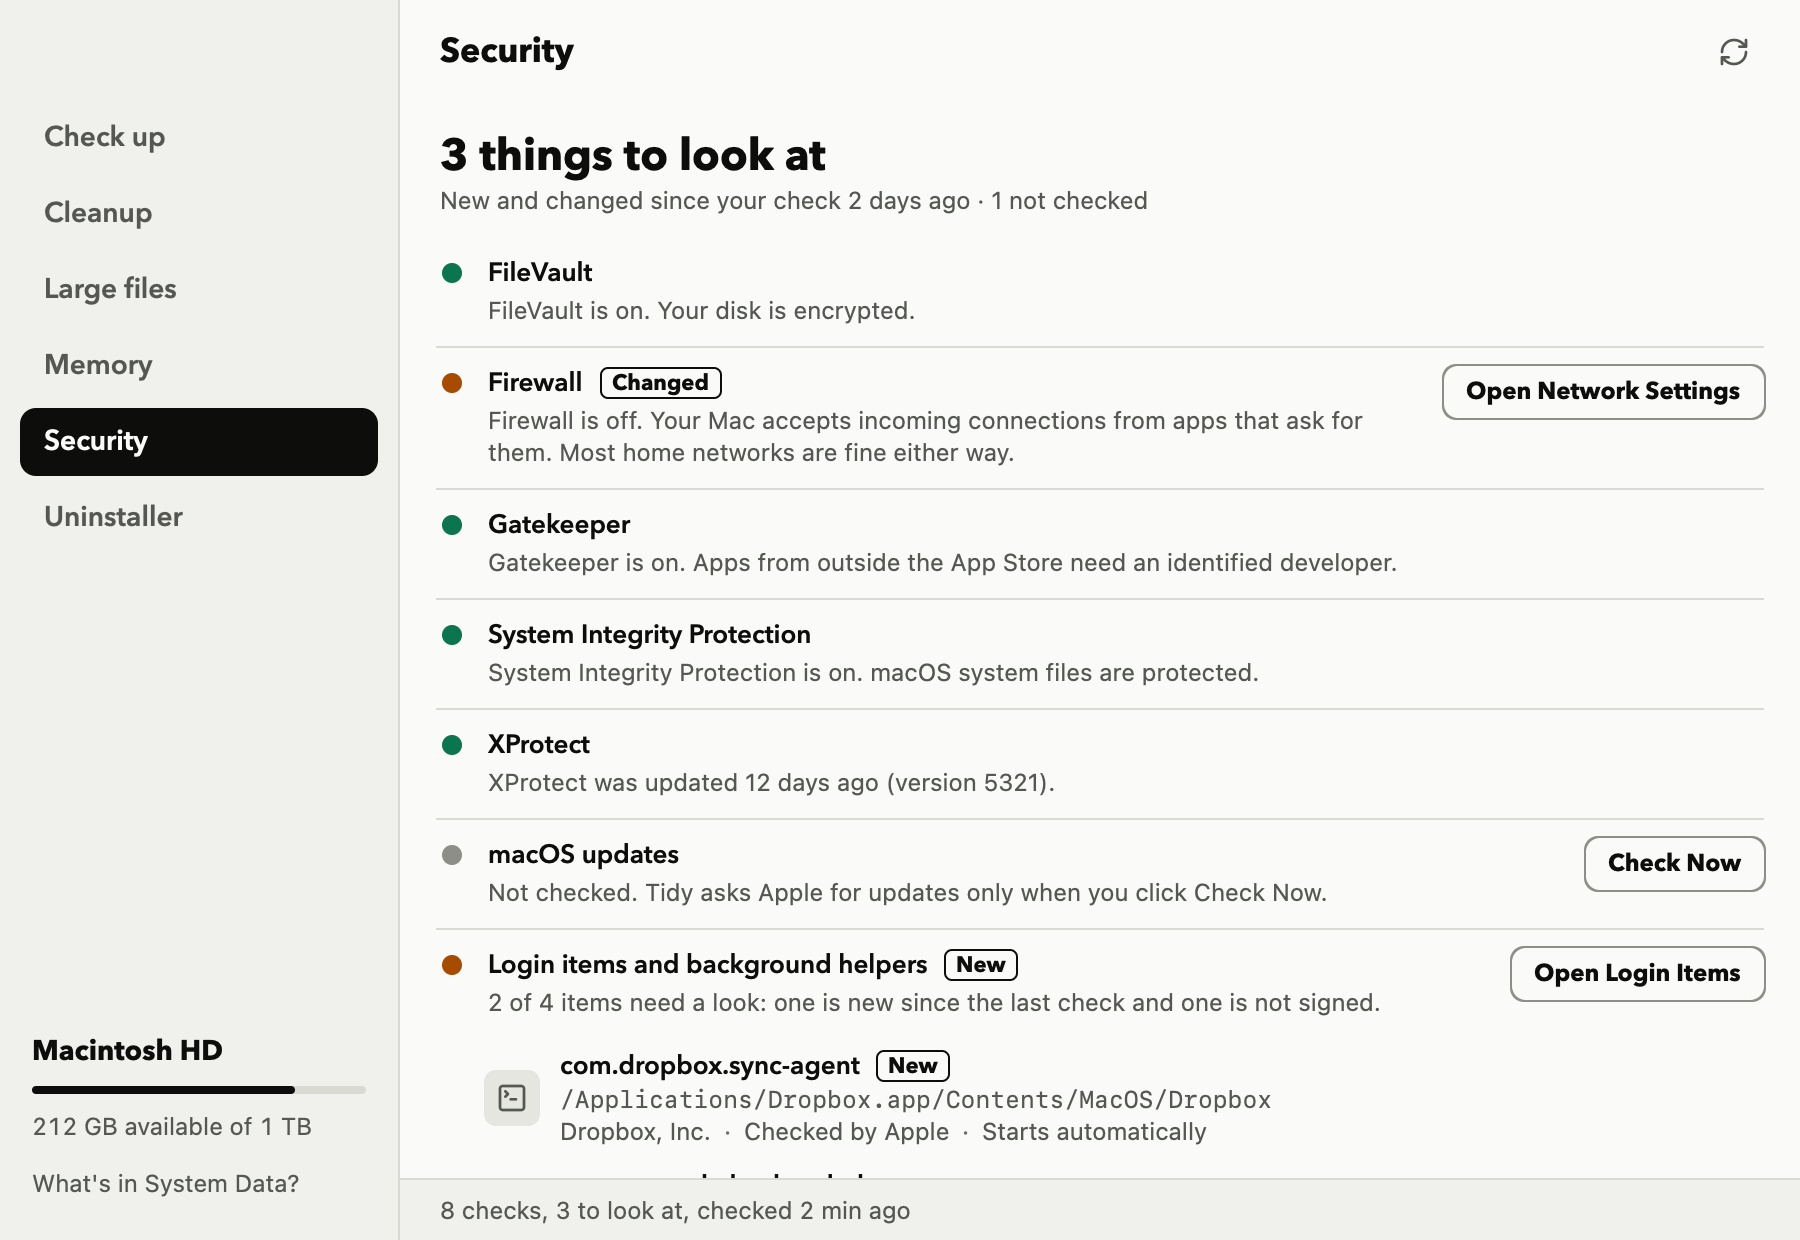 Security
Check up
Cleanup
Large files
Memory
Security
Uninstaller
Macintosh HD
212 GB available of 1 TB
What's in System Data?
3 things to look at
New and changed since your check 2 days ago · 1 not checked
FileVault
FileVault is on. Your disk is encrypted.
Firewall Changed
Open Network Settings
Firewall is off. Your Mac accepts incoming connections from apps that ask for
them. Most home networks are fine either way.
Gatekeeper
Gatekeeper is on. Apps from outside the App Store need an identified developer.
System Integrity Protection
System Integrity Protection is on. macOS system files are protected.
XProtect
XProtect was updated 12 days ago (version 5321).
macOS updates
Check Now
Not checked. Tidy asks Apple for updates only when you click Check Now.
Login items and background helpers New
Open Login Items
2 of 4 items need a look: one is new since the last check and one is not signed.
com.dropbox.sync-agent New
/Applications/Dropbox.app/Contents/MacOS/Dropbox
Dropbox, Inc. · Checked by Apple · Starts automatically
8 checks, 3 to look at, checked 2 min ago